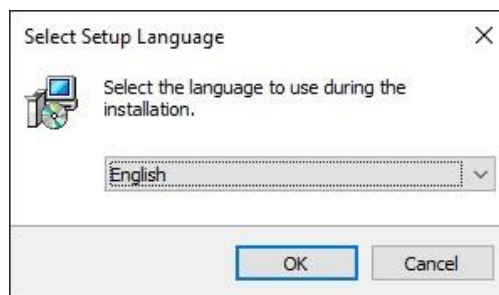 Select Setup Language
Select the language to use during the
installation.
English
OK
Cancel